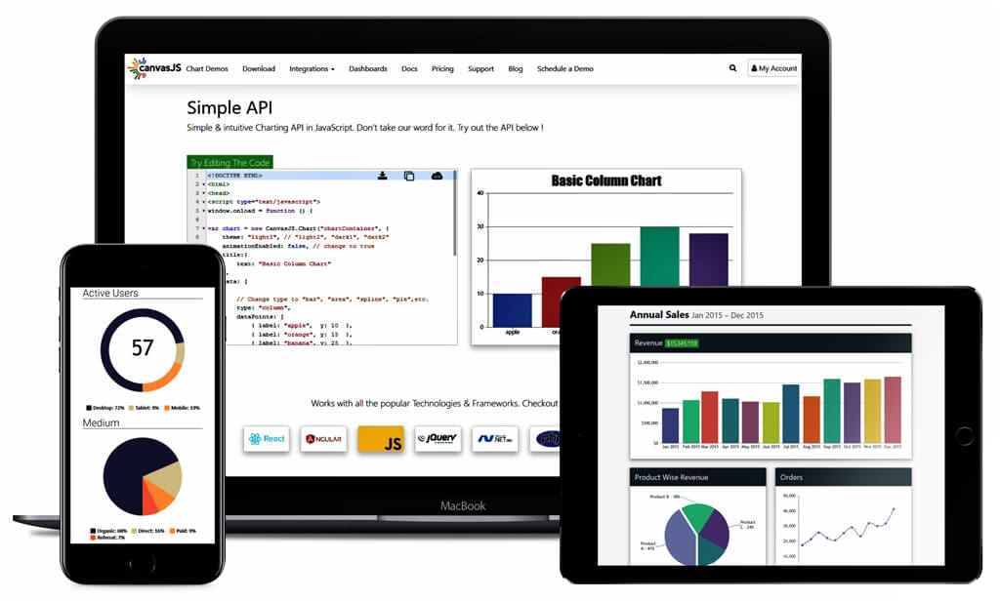 canvasJS Chart Demos Download Integrations Dashboards Docs Pricing Support Blog Schedule a Demo My Account
Simple API
Simple & intuitive Charting API in JavaScript. Don't take our word for it. Try out the API below !
Try Editing The Code
1 <!DOCTYPE HTML>
2 <html>
3 <head>
4 <script type="text/javascript">
5 window.onload = function () {
6
7 var chart = new CanvasJS.Chart("chartContainer", {
8 theme: "light1", // "light2", "dark1", "dark2"
animationEnabled: false, // change to true
title:{
text: "Basic Column Chart"
data: [
// Change type to "bar", "area", "spline", "pie",etc.
type: "column",
dataPoints: [
{ label: "apple", y: 10 },
{ label: "orange", y: 15 },
{ label: "banana", y: 25 },
Basic Column Chart
40
30
20
10
0
apple
Works with all the popular Technologies & Frameworks. Checkout
React
ANGULAR
JS
jQuery
.NET
php
MacBook
Active Users
57
Desktop: 72% Tablet: 9% Mobile: 19%
Medium
Organic: 68% Direct: 16% Paid: 9%
Referral: 7%
Annual Sales Jan 2015 – Dec 2015
Revenue $15,341,110
$2,000,000
$1,500,000
$1,000,000
$500,000
$0
Jan 2015 Feb 2015 Mar 2015 Apr 2015 May 2015 Jun 2015 Jul 2015 Aug 2015 Sep 2015 Oct 2015 Nov 2015 Dec 2015
Product Wise Revenue
Product B - 18%
Product
C - 24%
Product
A - 41%
Orders
50,000
40,000
30,000
20,000
10,000